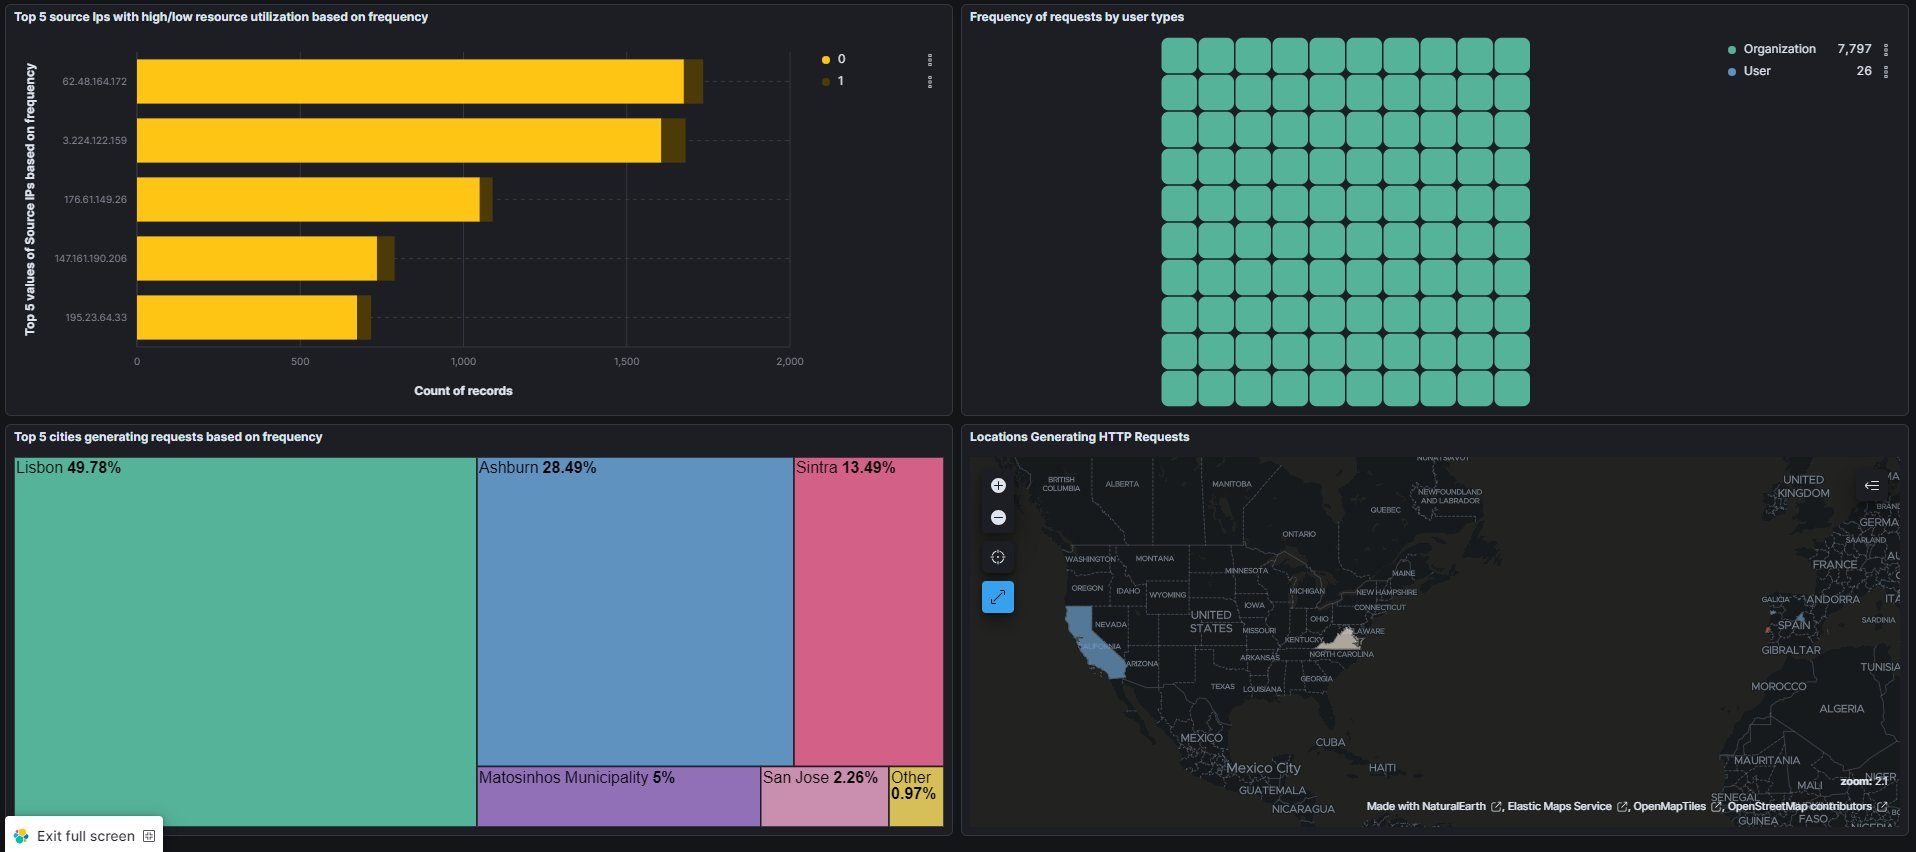 Top 5 source Ips with high/low resource utilization based on frequency
Top 5 values of Source IPs based on frequency
62.48.164.172
3.224.122.159
176.61.149.26
147.161.190.206
195.23.64.33
0
500
1,000
1,500
2,000
Count of records
0
1
Frequency of requests by user types
Organization 7,797
User 26
Top 5 cities generating requests based on frequency
Lisbon 49.78%
Ashburn 28.49%
Sintra 13.49%
Matosinhos Municipality 5%
San Jose 2.26%
Other
0.97%
Exit full screen
Locations Generating HTTP Requests
BRITISH
COLUMBIA
ALBERTA
MANITOBA
NEWFOUNDLAND
AND LABRADOR
QUEBEC
ONTARIO
WASHINGTON
MONTANA
MINNESOTA
MAINE
OREGON
IDAHO
WYOMING
MICHIGAN
NEW HAMPSHIRE
IOWA
CONNECTICUT
UNITED
STATES
NEVADA
OHIO
MISSOURI
KENTUCKY
CALIFORNIA
ARIZONA
ARKANSAS
NORTH CAROLINA
TEXAS
LOUISIANA
GEORGIA
MEXICO
CUBA
Mexico City
HAITI
GUATEMALA
NICARAGUA
UNITED
KINGDOM
GERMA
SAARLAND
FRANCE
GALICIA
ANDORRA
ITA
SPAIN
SARDINIA
GIBRALTAR
TUNISIA
MOROCCO
ALGERIA
MAURITANIA
NIGER
MALI
zoom: 2.1
SENEGAL
Made with NaturalEarth , Elastic Maps Service , OpenMapTiles , OpenStreetMap contributors
GUINEA
FASO